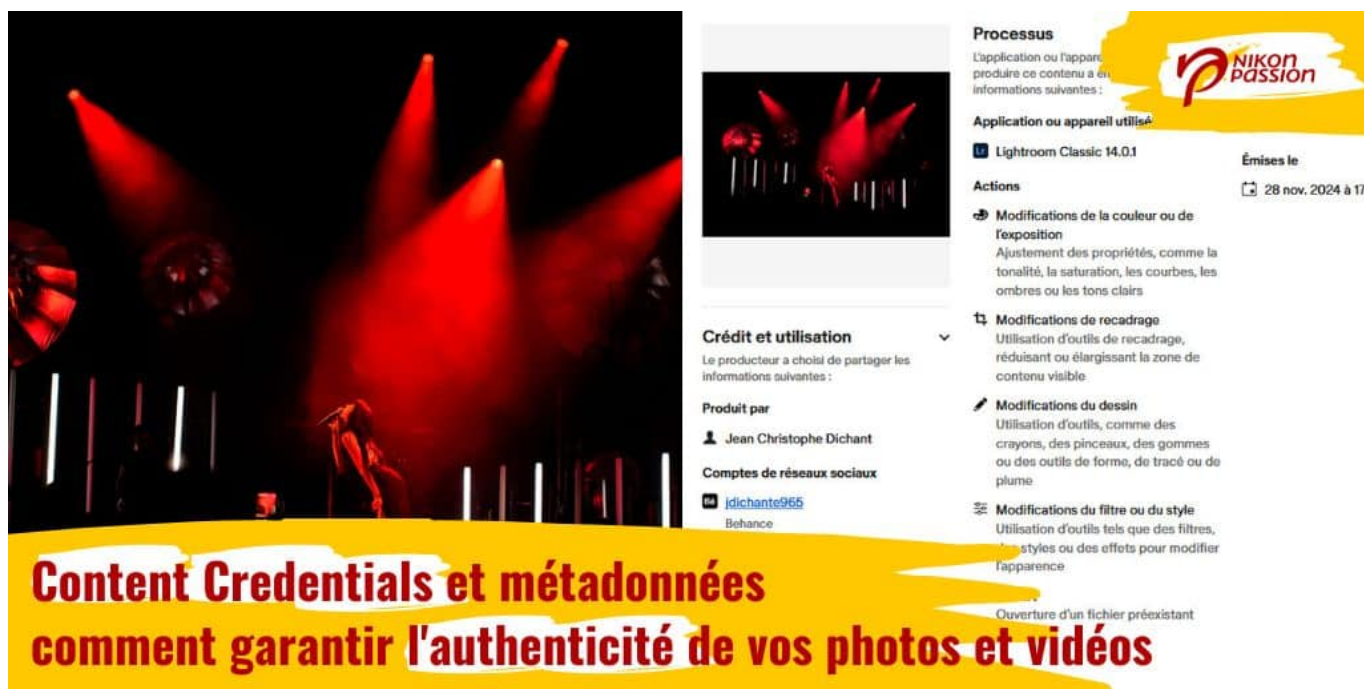 Crédit et utilisation
Le producteur a choisi de partager les
informations suivantes :
Produit par
Jean Christophe Dichant
Comptes de réseaux sociaux
Bē jdichante965
Behance
Processus
L'application ou l'appare
produire ce contenu a
informations suivantes :
Application ou appareil utilisé
Lr Lightroom Classic 14.0.1
Actions
Modifications de la couleur ou de
l'exposition
Ajustement des propriétés, comme la
tonalité, la saturation, les courbes, les
ombres ou les tons clairs
Modifications de recadrage
Utilisation d'outils de recadrage,
réduisant ou élargissant la zone de
contenu visible
Modifications du dessin
Utilisation d'outils, comme des
crayons, des pinceaux, des gommes
ou des outils de forme, de tracé ou de
plume
Modifications du filtre ou du style
Utilisation d'outils tels que des filtres,
styles ou des effets pour modifier
l'apparence
Ouverture d'un fichier préexistant
NIKON
PASSION
Émises le
28 nov. 2024 à 17
Content Credentials et métadonnées
comment garantir l'authenticité de vos photos et vidéos